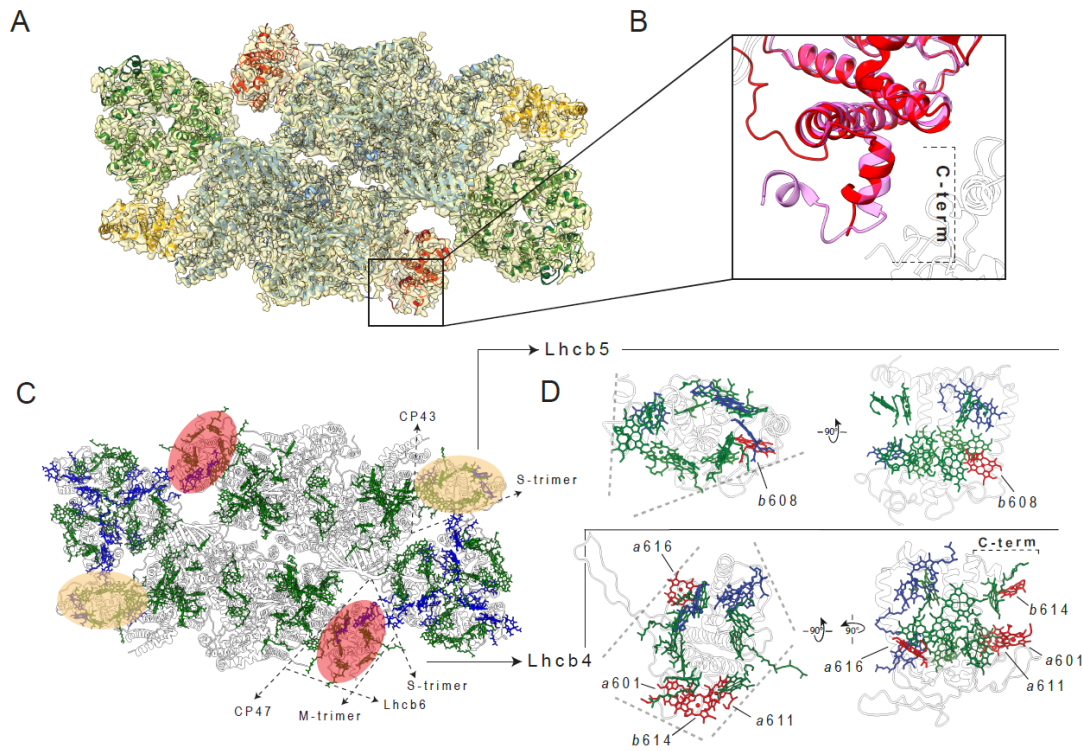 A
B
C-term
Lhcb5
C
D
CP43
S-trimer
90°
b608
b608
C-term
a616
b614
90°
90°
a601
a616
a601
a611
b614
a611
Lhcb4
S-trimer
Lhcb6
CP47
M-trimer